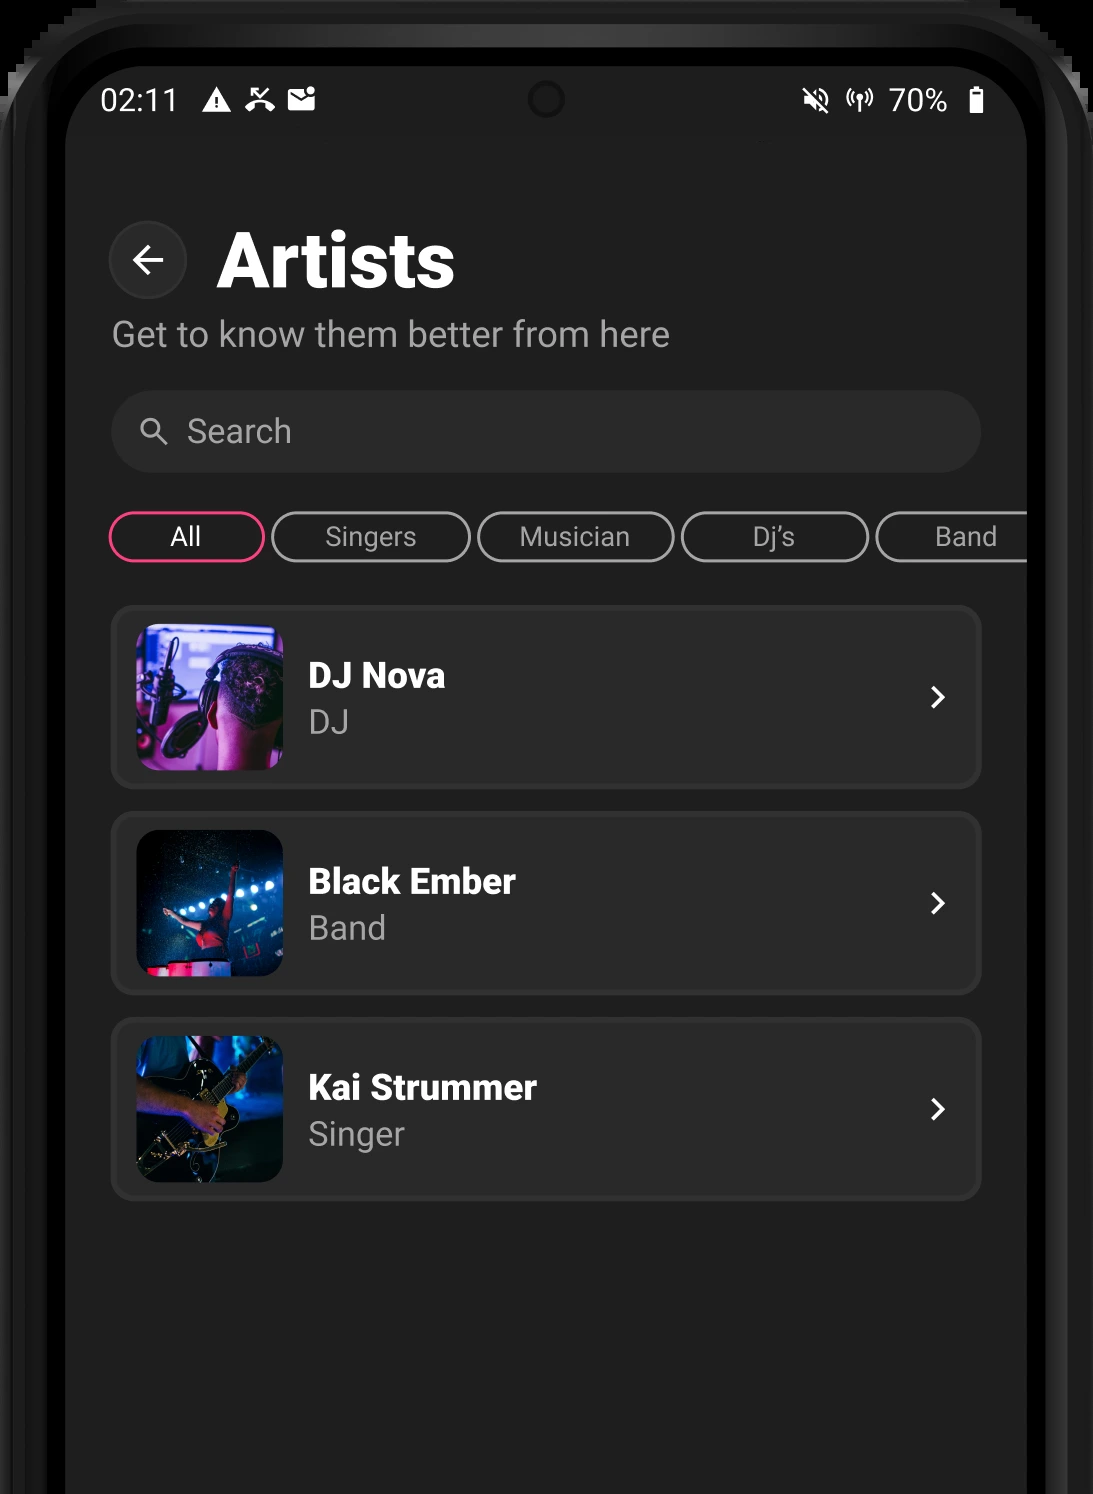 02:11 70%
Artists
Get to know them better from here
Search
All Singers Musician Dj’s Band
DJ Nova
DJ
Black Ember
Band
Kai Strummer
Singer